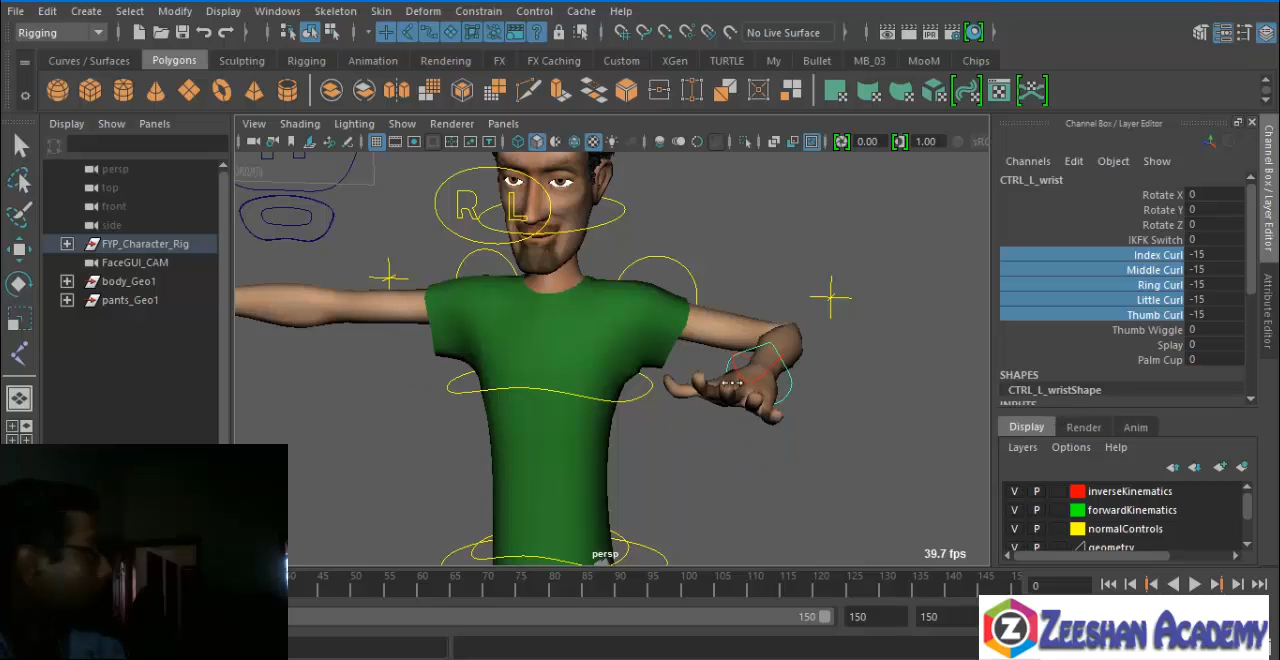 File Edit Create Select Modify Display Windows Skeleton Skin Deform Constrain Control Cache Help
Rigging No Live Surface
Curves / Surfaces Polygons Sculpting Rigging Animation Rendering FX FX Caching Custom XGen TURTLE My Bullet MB_03 MooM Chips
Display Show Panels
View Shading Lighting Show Renderer Panels
0.00 1.00
persp
top
front
side
FYP_Character_Rig
FaceGUI_CAM
body_Geo1
pants_Geo1
R L
persp
39.7 fps
Channel Box / Layer Editor
Channels Edit Object Show
CTRL_L_wrist
Rotate X 0
Rotate Y 0
Rotate Z 0
IKFK Switch 0
Index Curl -15
Middle Curl -15
Ring Curl -15
Little Curl -15
Thumb Curl -15
Thumb Wiggle 0
Splay 0
Palm Cup 0
SHAPES
CTRL_L_wristShape
INPUTS
Display Render Anim
Layers Options Help
V P inverseKinematics
V P forwardKinematics
V P normalControls
geometry
Channel Box / Layer Editor
Attribute Editor
45 50 55 60 65 70 75 80 85 90 95 100 105 110 115 120 125 130 135 140 145 15
0
150 150 150
Z ZEESHAN ACADEMY